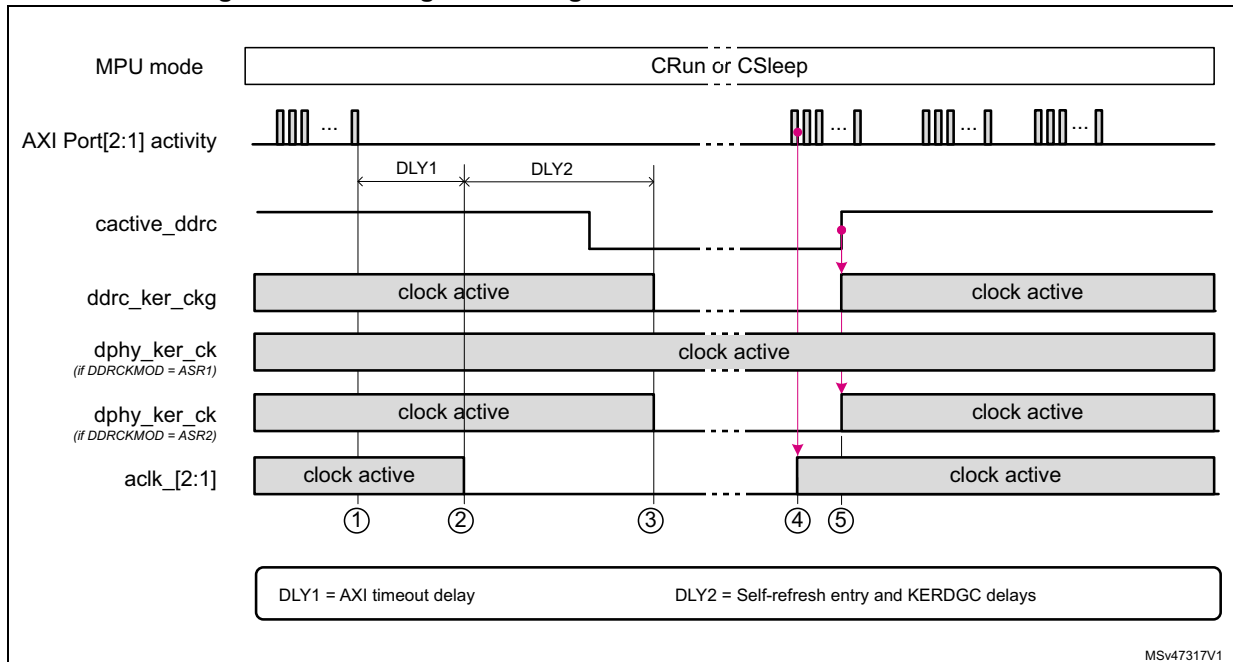 MPU mode
CRun or CSleep
AXI Port[2:1] activity
... ... ... ...
DLY1 DLY2
cactive_ddrc
ddrc_ker_ckg
clock active clock active
dphy_ker_ck
(if DDRCKMOD = ASR1)
clock active
dphy_ker_ck
(if DDRCKMOD = ASR2)
clock active clock active
aclk_[2:1]
clock active clock active
1 2 3 4 5
DLY1 = AXI timeout delay DLY2 = Self-refresh entry and KERDGC delays
MSv47317V1